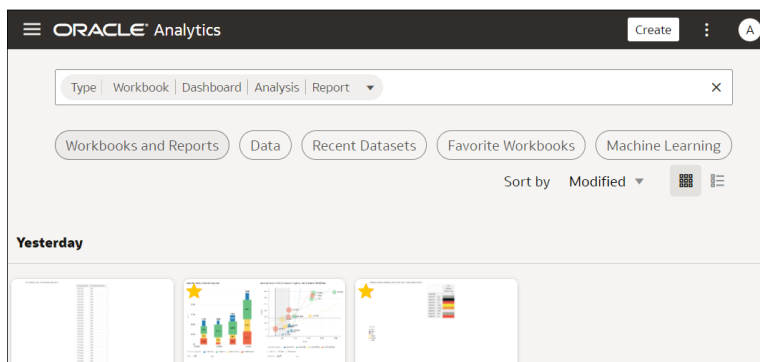 ORACLE Analytics Create A
Type Workbook Dashboard Analysis Report
Workbooks and Reports Data Recent Datasets Favorite Workbooks Machine Learning
Sort by Modified
Yesterday